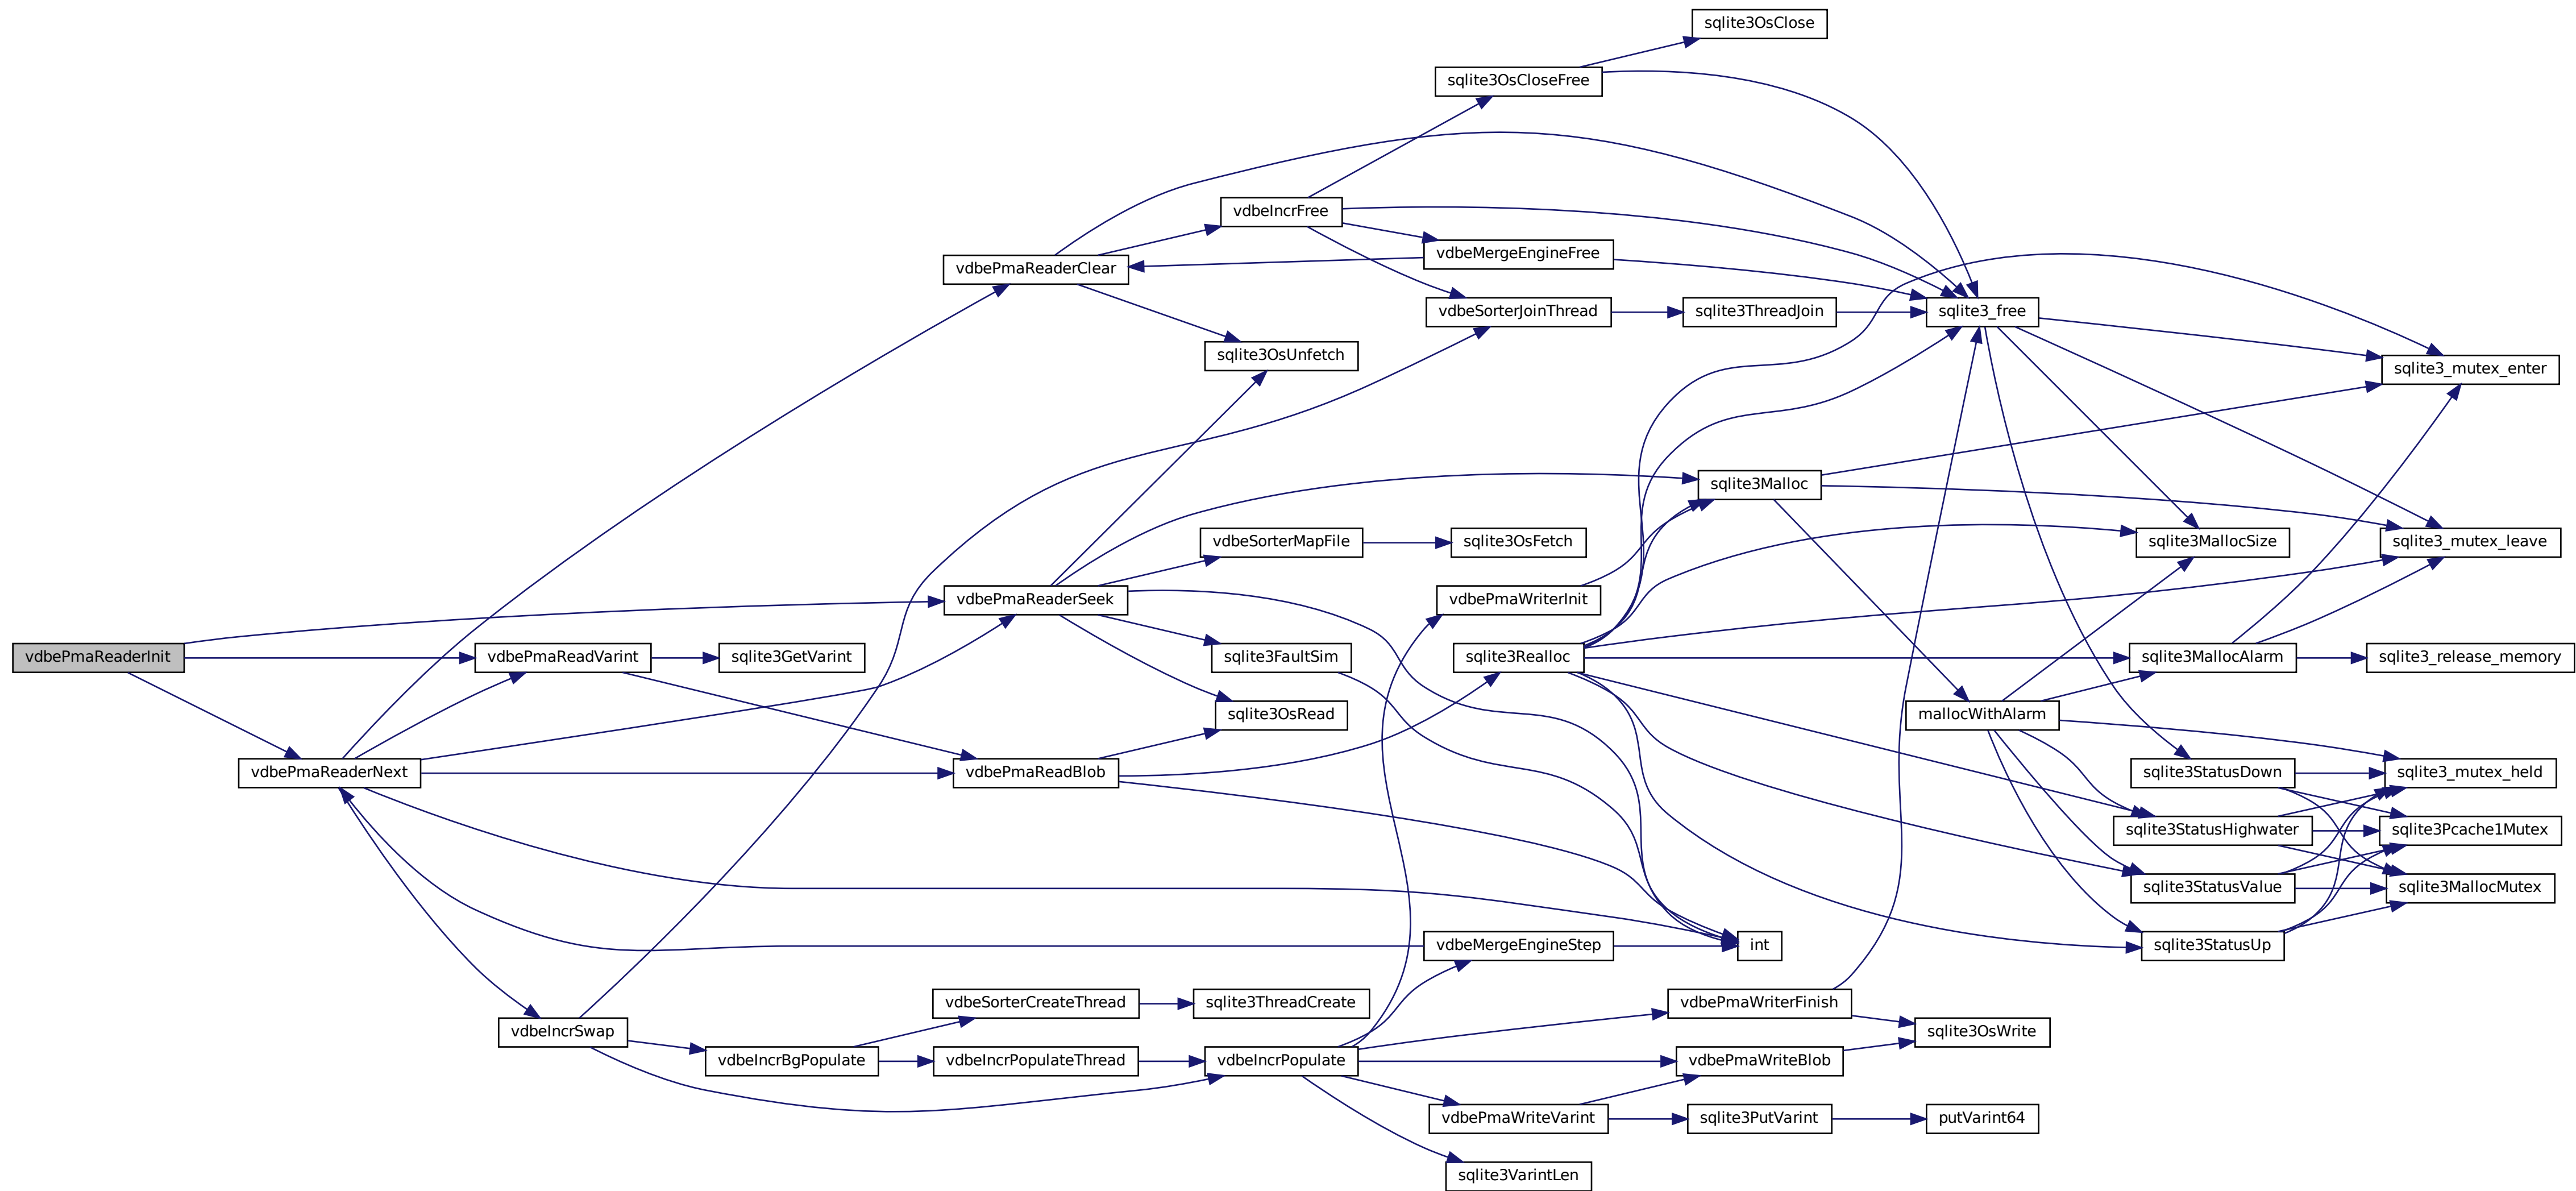 sqlite3OsClose
sqlite3OsCloseFree
vdbeIncrFree
vdbeMergeEngineFree
vdbePmaReaderClear
vdbeSorterJoinThread
sqlite3ThreadJoin
sqlite3_free
sqlite3OsUnfetch
sqlite3_mutex_enter
sqlite3Malloc
vdbeSorterMapFile
sqlite3OsFetch
sqlite3MallocSize
sqlite3_mutex_leave
vdbePmaReaderSeek
vdbePmaWriterInit
vdbePmaReaderInit
vdbePmaReadVarint
sqlite3GetVarint
sqlite3FaultSim
sqlite3Realloc
sqlite3MallocAlarm
sqlite3_release_memory
sqlite3OsRead
mallocWithAlarm
vdbePmaReaderNext
vdbePmaReadBlob
sqlite3StatusDown
sqlite3_mutex_held
sqlite3StatusHighwater
sqlite3Pcache1Mutex
sqlite3StatusValue
sqlite3MallocMutex
vdbeMergeEngineStep
int
sqlite3StatusUp
vdbeSorterCreateThread
sqlite3ThreadCreate
vdbePmaWriterFinish
vdbeIncrSwap
sqlite3OsWrite
vdbeIncrBgPopulate
vdbeIncrPopulateThread
vdbeIncrPopulate
vdbePmaWriteBlob
vdbePmaWriteVarint
sqlite3PutVarint
putVarint64
sqlite3VarintLen